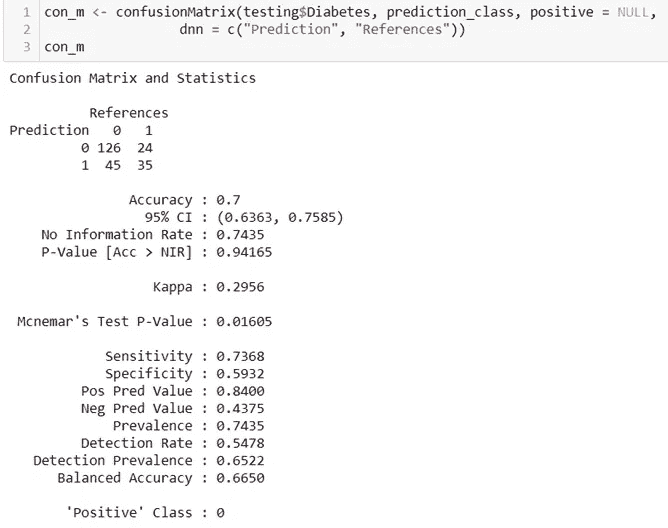 1 con_m <- confusionMatrix(testing$Diabetes, prediction_class, positive = NULL,
2 dnn = c("Prediction", "References"))
3 con_m
Confusion Matrix and Statistics
References
Prediction 0 1
0 126 24
1 45 35
Accuracy : 0.7
95% CI : (0.6363, 0.7585)
No Information Rate : 0.7435
P-Value [Acc > NIR] : 0.94165
Kappa : 0.2956
Mcnemar's Test P-Value : 0.01605
Sensitivity : 0.7368
Specificity : 0.5932
Pos Pred Value : 0.8400
Neg Pred Value : 0.4375
Prevalence : 0.7435
Detection Rate : 0.5478
Detection Prevalence : 0.6522
Balanced Accuracy : 0.6650
'Positive' Class : 0